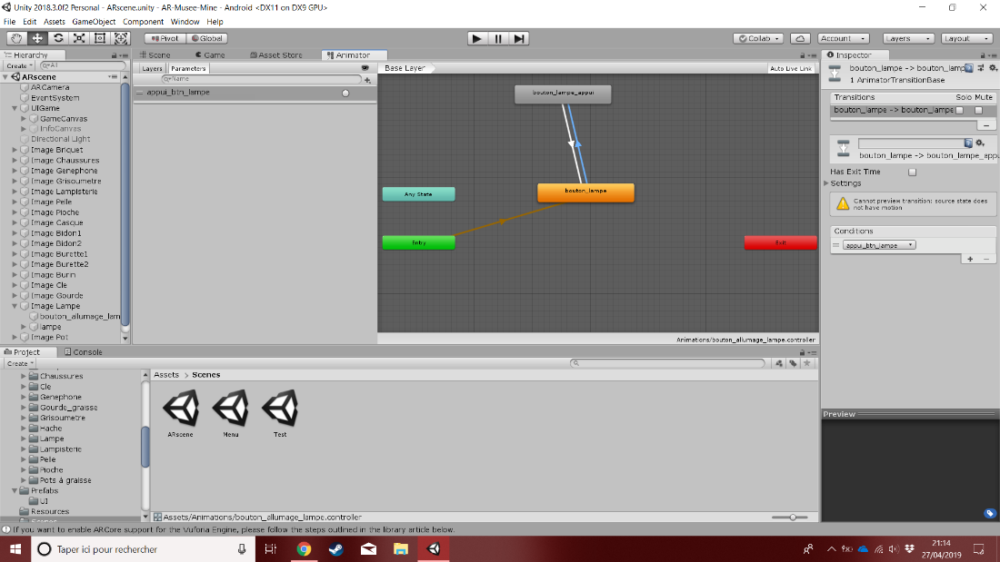 Unity 2018.3.0f2 Personal - ARscene.unity - AR-Musee-Mine - Android <DX11 on DX9 GPU>
File Edit Assets GameObject Component Window Help
Pivot Global Collab Account Layers Layout
Hierarchy
Create All
ARscene
ARCamera
EventSystem
UIGame
GameCanvas
InfoCanvas
Directional Light
Image Briquet
Image Chaussures
Image Genephone
Image Grisoumetre
Image Lampisterie
Image Pelle
Image Pioche
Image Casque
Image Bidon1
Image Bidon2
Image Burette1
Image Burette2
Image Burin
Image Cle
Image Gourde
Image Lampe
bouton_allumage_lam
lampe
Image Pot
Scene Game Asset Store Animator
Layers Parameters
Name
appui_btn_lampe
Base Layer
Auto Live Link
bouton_lampe_appui
bouton_lampe
Any State
Entry
Exit
Animations/bouton_allumage_lampe.controller
Inspector
bouton_lampe -> bouton_lamp
1 AnimatorTransitionBase
Transitions Solo Mute
bouton_lampe -> bouton_lampe
bouton_lampe -> bouton_lampe_appu
Has Exit Time
Settings
Cannot preview transition: source state does
not have motion
Conditions
appui_btn_lampe
Preview
Project Console
Create
Chaussures
Cle
Genephone
Gourde_graisse
Grisoumetre
Hache
Lampe
Lampisterie
Pelle
Pioche
Pots à graisse
Prefabs
UI
Resources
Scenes
Assets > Scenes
ARscene
Menu
Test
Assets/Animations/bouton_allumage_lampe.controller
If you want to enable ARCore support for the Vuforia Engine, please follow the steps outlined in the library article below.
Taper ici pour rechercher
21:14
27/04/2019